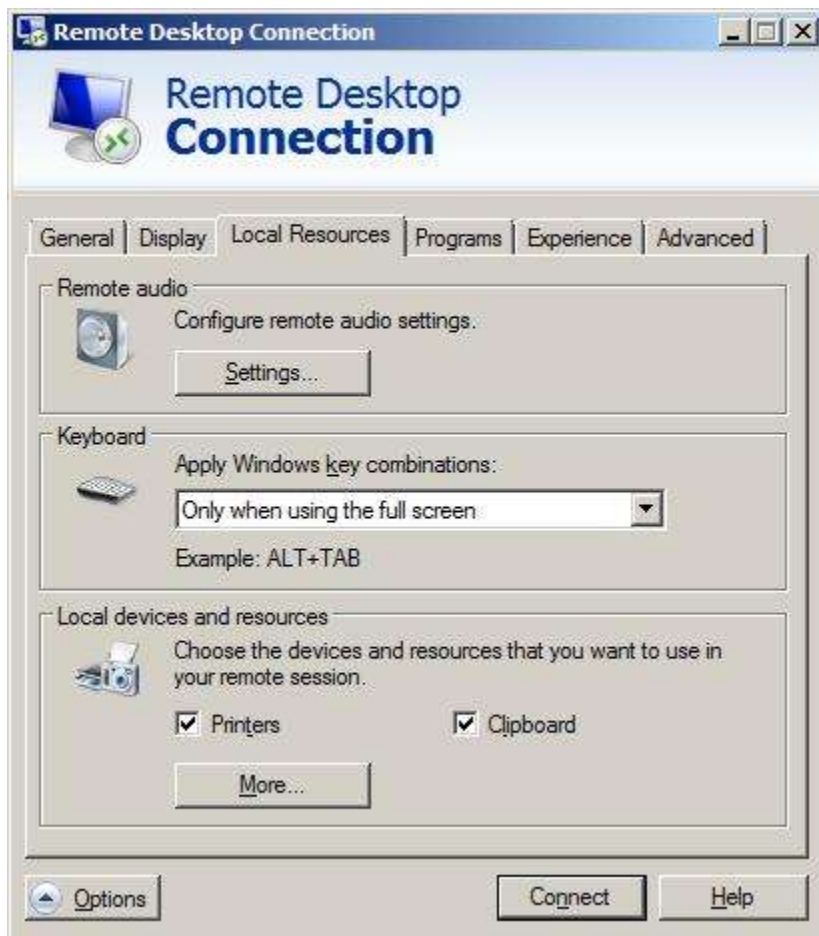 Remote Desktop Connection
Remote Desktop
Connection
General
Display
Local Resources
Programs
Experience
Advanced
Remote audio
Configure remote audio settings.
Settings...
Keyboard
Apply Windows key combinations:
Only when using the full screen
Example: ALT+TAB
Local devices and resources
Choose the devices and resources that you want to use in
your remote session.
Printers
Clipboard
More...
Options
Connect
Help